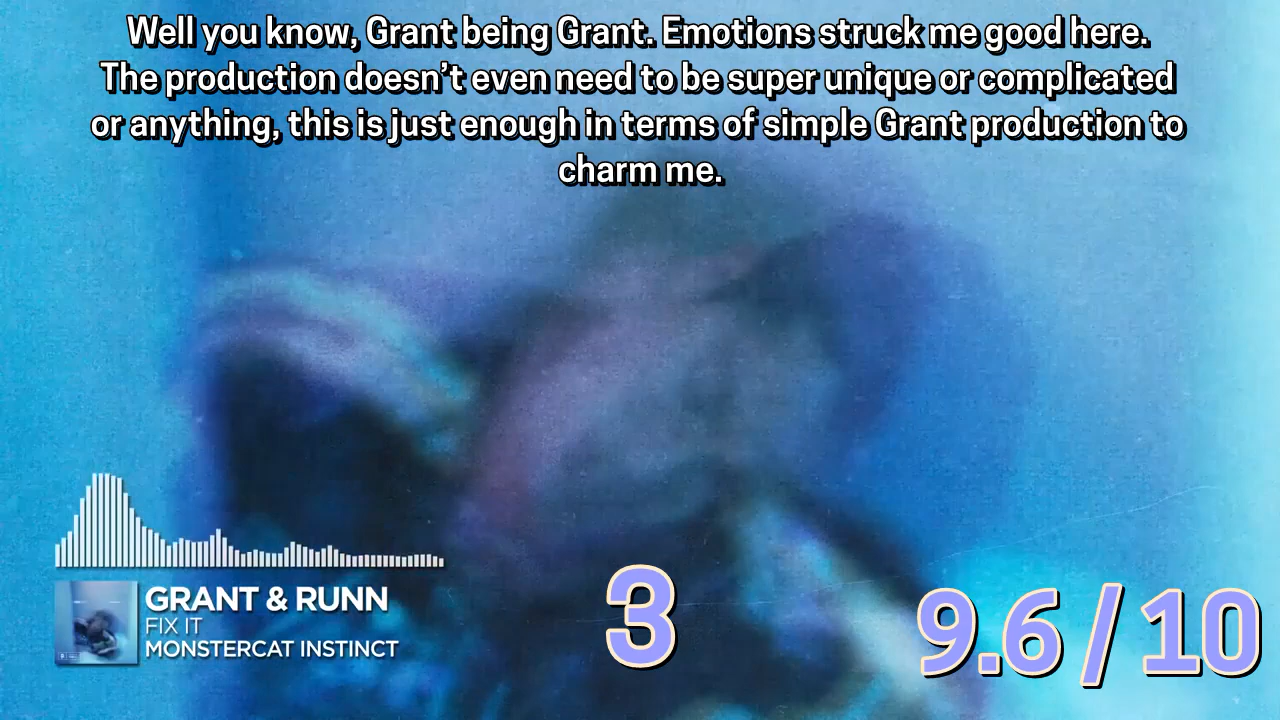 Well you know, Grant being Grant. Emotions struck me good here.
The production doesn't even need to be super unique or complicated
or anything, this is just enough in terms of simple Grant production to
charm me.
GRANT & RUNN
FIX IT
MONSTERCAT INSTINCT
3
9.6 / 10